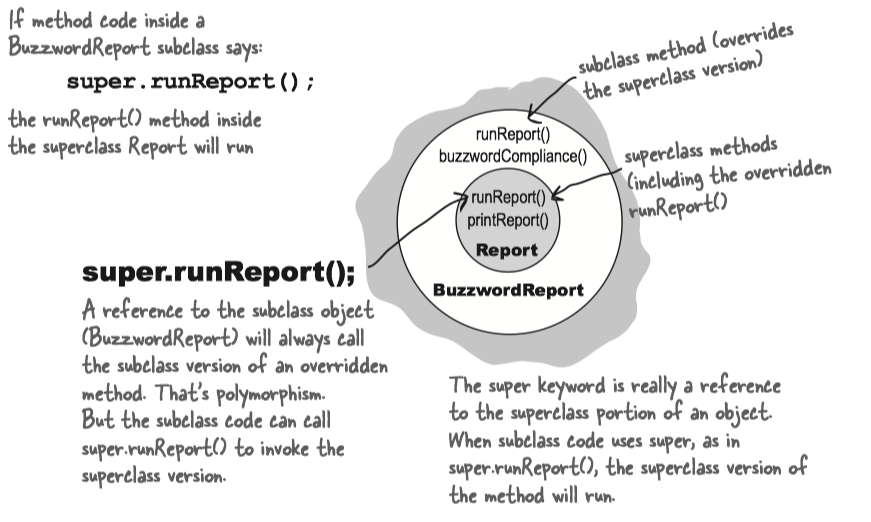 If method code inside a
BuzzwordReport subclass says:
super.runReport();
the runReport() method inside
the superclass Report will run
subclass method (overrides
the superclass version)
runReport()
buzzwordCompliance()
superclass methods
(including the overridden
runReport()
runReport()
printReport()
Report
BuzzwordReport
super.runReport();
A reference to the subclass object
(BuzzwordReport) will always call
the subclass version of an overridden
method. That's polymorphism.
But the subclass code can call
super.runReport() to invoke the
superclass version.
The super keyword is really a reference
to the superclass portion of an object.
When subclass code uses super, as in
super.runReport(), the superclass version of
the method will run.